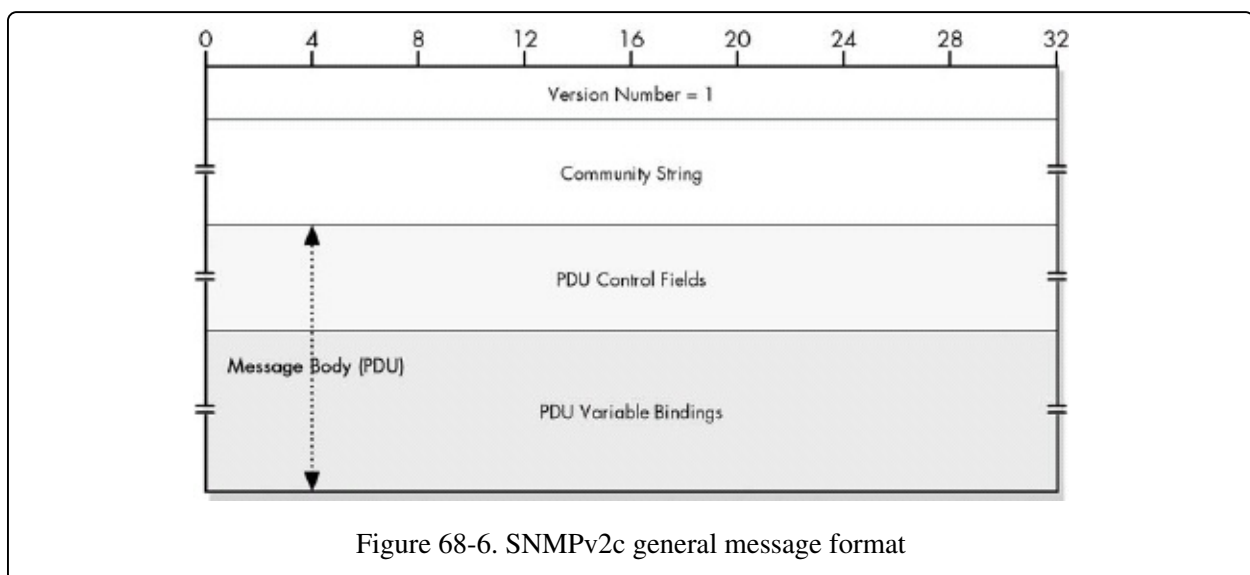 0 4 8 12 16 20 24 28 32
Version Number = 1
Community String
PDU Control Fields
Message Body (PDU)
PDU Variable Bindings
Figure 68-6. SNMPv2c general message format